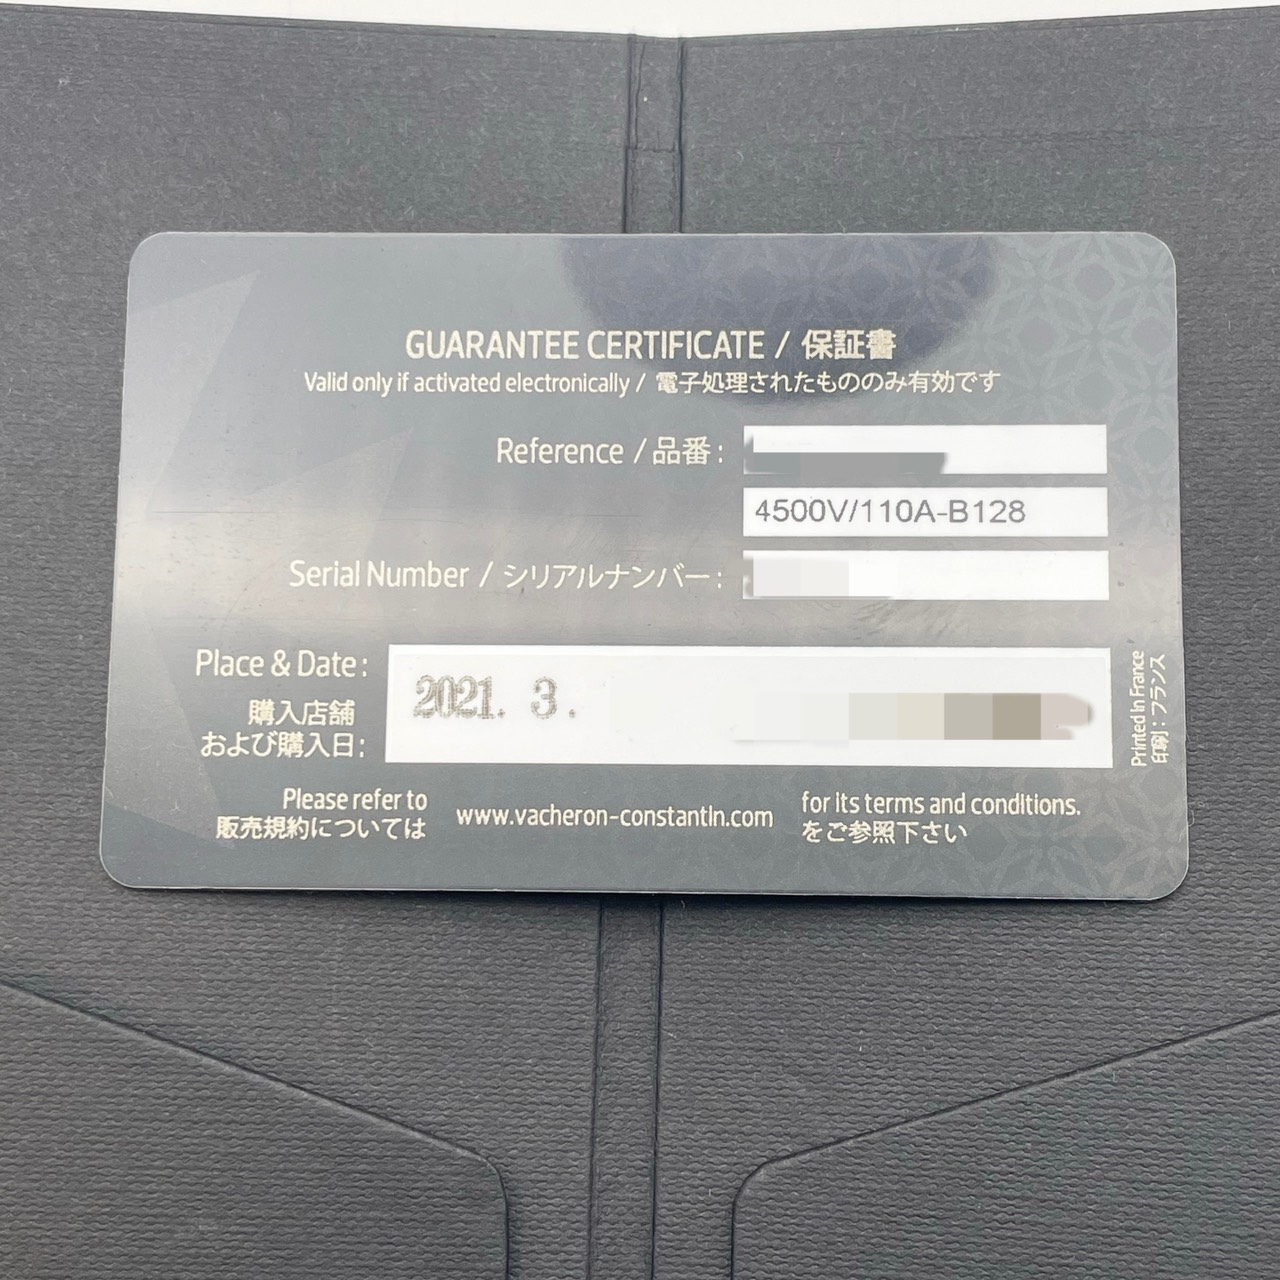 GUARANTEE CERTIFICATE / 保証書
Valid only if activated electronically / 電子処理されたもののみ有効です
Reference / 品番 :
4500V/110A-B128
Serial Number / シリアルナンバー :
Place & Date :
購入店舗
および購入日 :
2021. 3.
Printed in France
印刷 : フランス
Please refer to
販売規約については
www.vacheron-constantin.com
for its terms and conditions.
をご参照下さい